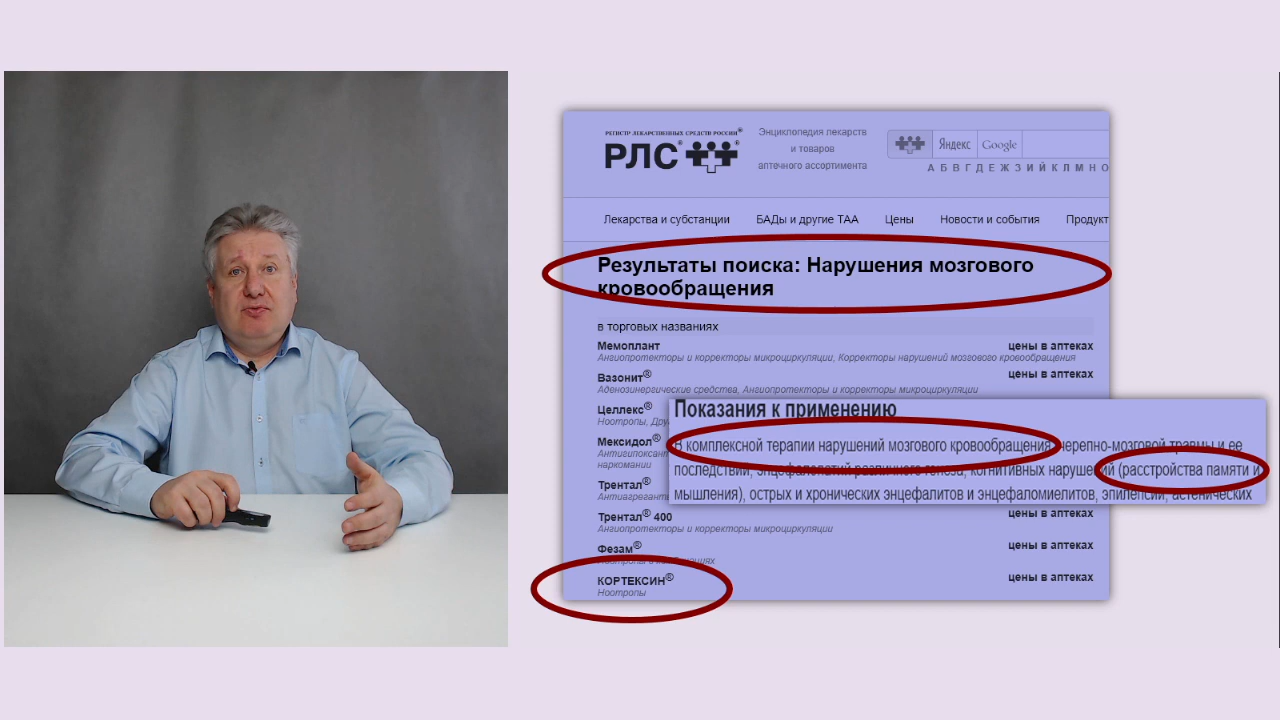 РЕГИСТР ЛЕКАРСТВЕННЫХ СРЕДСТВ РОССИИ®
РЛС®
®
Энциклопедия лекарств
и товаров
аптечного ассортимента
Яндекс
Google
А Б В Г Д Е Ж З И Й К Л М Н О
Лекарства и субстанции БАДы и другие ТАА Цены Новости и события Продукт
Результаты поиска: Нарушения мозгового
кровообращения
в торговых названиях
Мемоплант цены в аптеках
Ангиопротекторы и корректоры микроциркуляции, Корректоры нарушений мозгового кровообращения
Вазонит® цены в аптеках
Аденозинергические средства, Ангиопротекторы и корректоры микроциркуляции
Целлекс®
Ноотропы,
Мексидол®
Антигипоксант
наркомании
Трентал®
Трентал® 400 цены в аптеках
Ангиопротекторы и корректоры микроциркуляции
Фезам® цены в аптеках
КОРТЕКСИН® цены в аптеках
Ноотропы
Показания к применению
В комплексной терапии нарушений мозгового кровообращения, черепно-мозговой травмы и ее
последствий, энцефалопатий различного генеза, когнитивных нарушений (расстройства памяти и
мышления), острых и хронических энцефалитов и энцефаломиелитов, эпилепсии, астенических